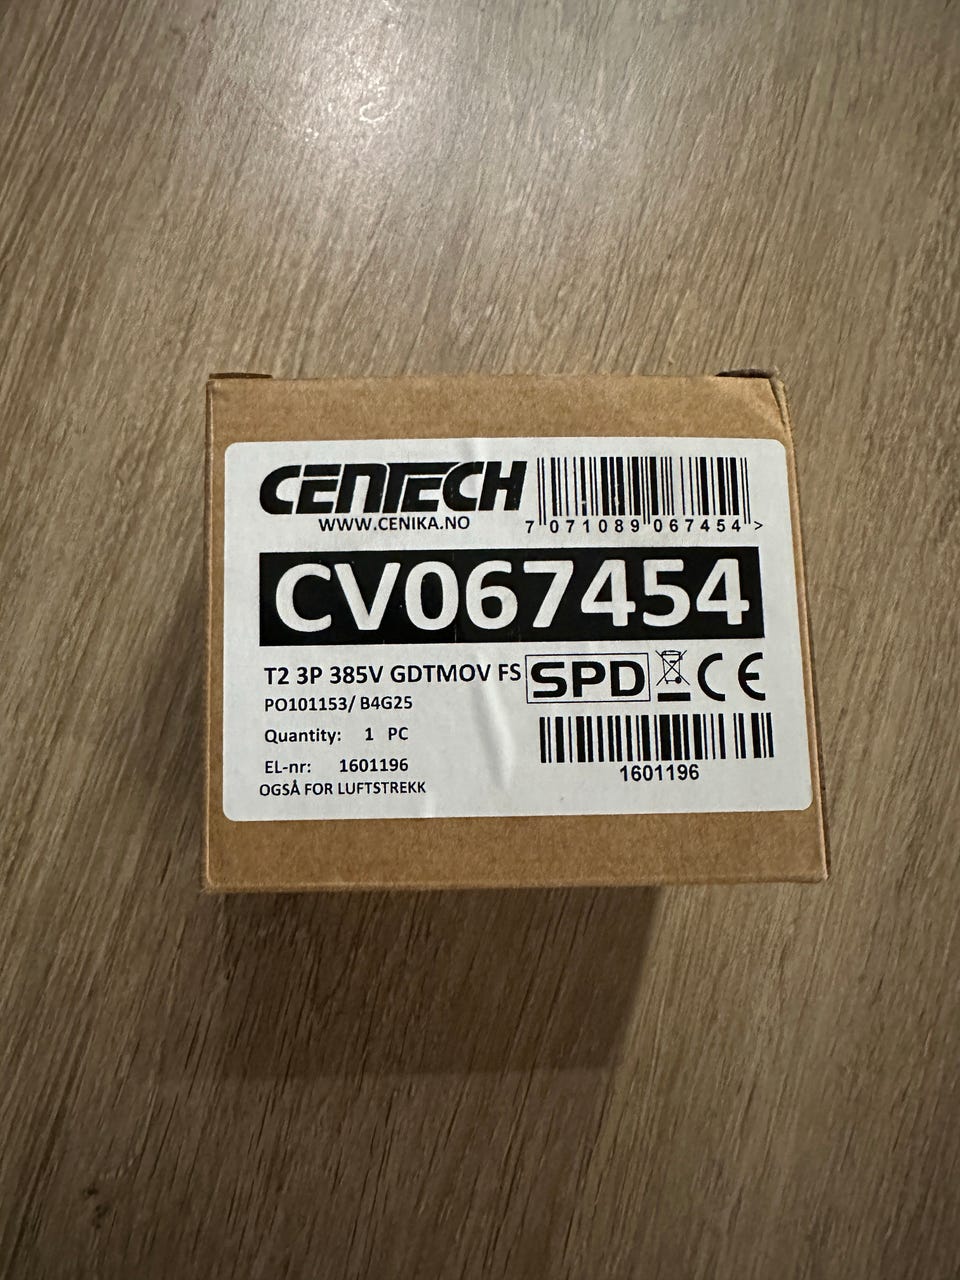 CENTECH
WWW.CENIKA.NO
7 071089 067454 >
CV067454
T2 3P 385V GDTMOV FS
SPD
CE
PO101153/ B4G25
Quantity: 1 PC
EL-nr: 1601196
OGSÅ FOR LUFTSTREKK
1601196